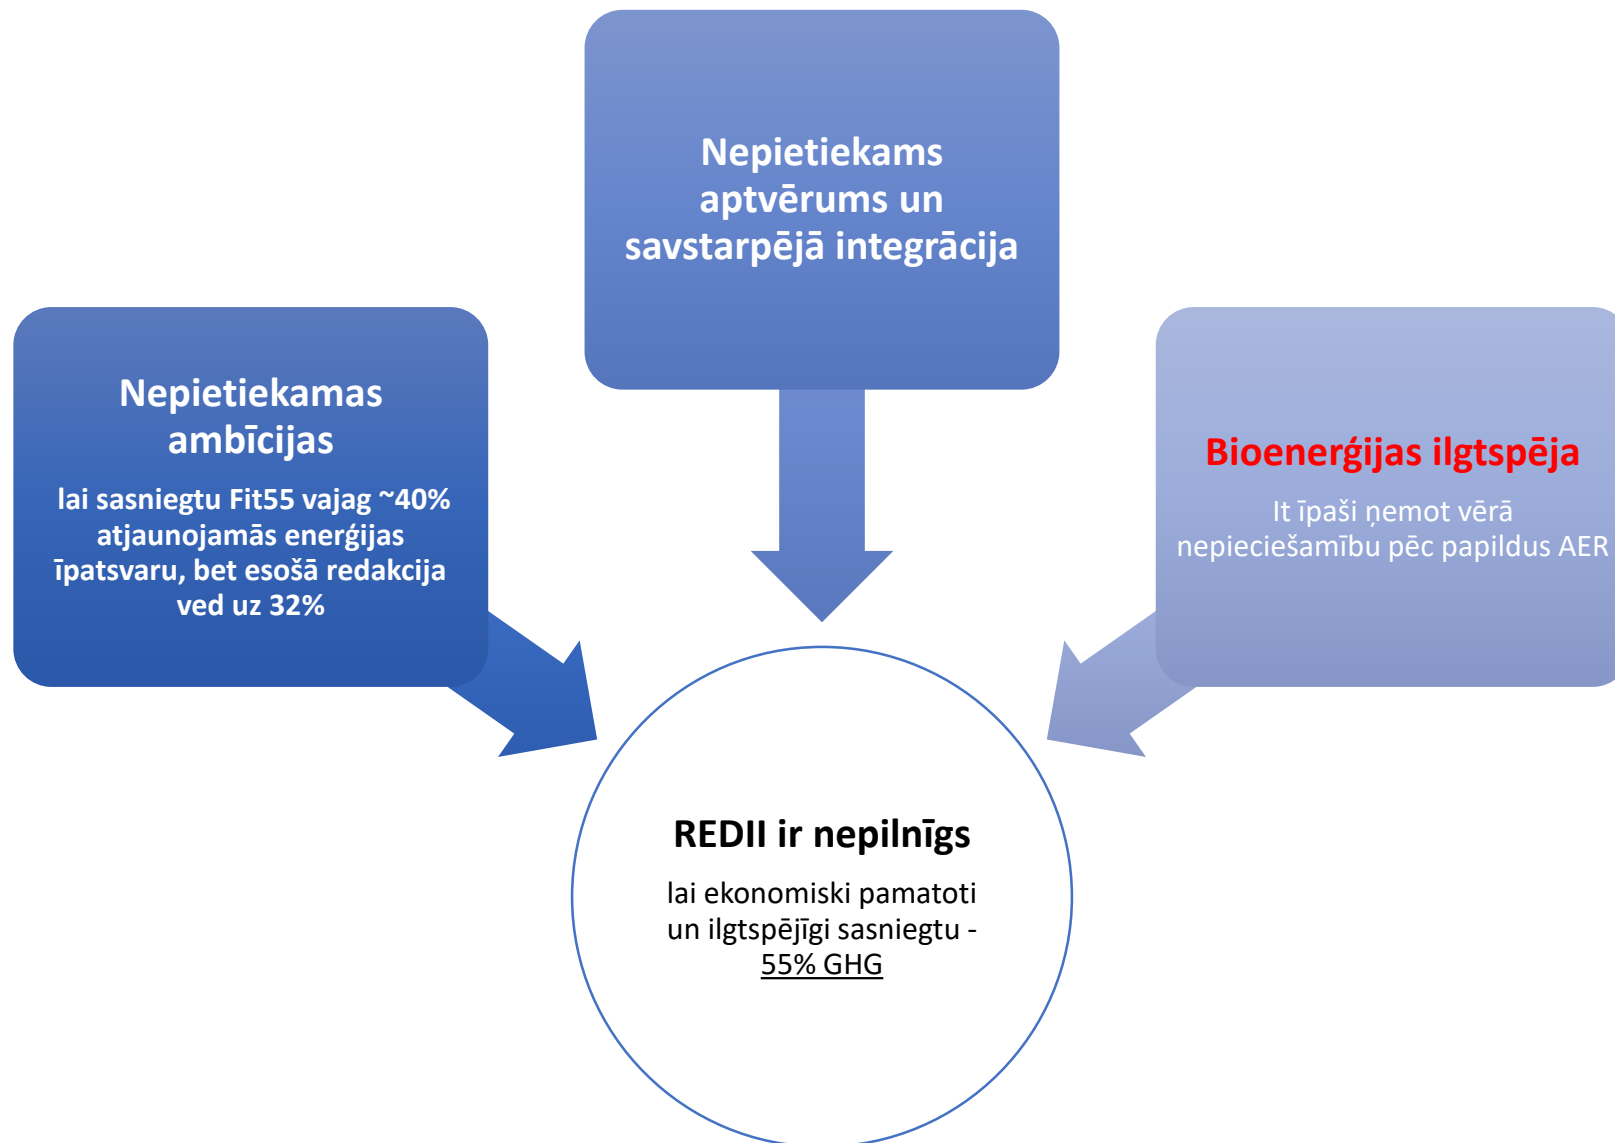 Nepietiekams
aptvērums un
savstarpējā integrācija
Nepietiekamas
ambīcijas
lai sasniegtu Fit55 vajag ~40%
atjaunojamās enerģijas
īpatsvaru, bet esošā redakcija
ved uz 32%
Bioenerģijas ilgtspēja
It īpaši ņemot vērā
nepieciešamību pēc papildus AER
REDII ir nepilnīgs
lai ekonomiski pamatoti
un ilgtspējīgi sasniegtu -
55% GHG